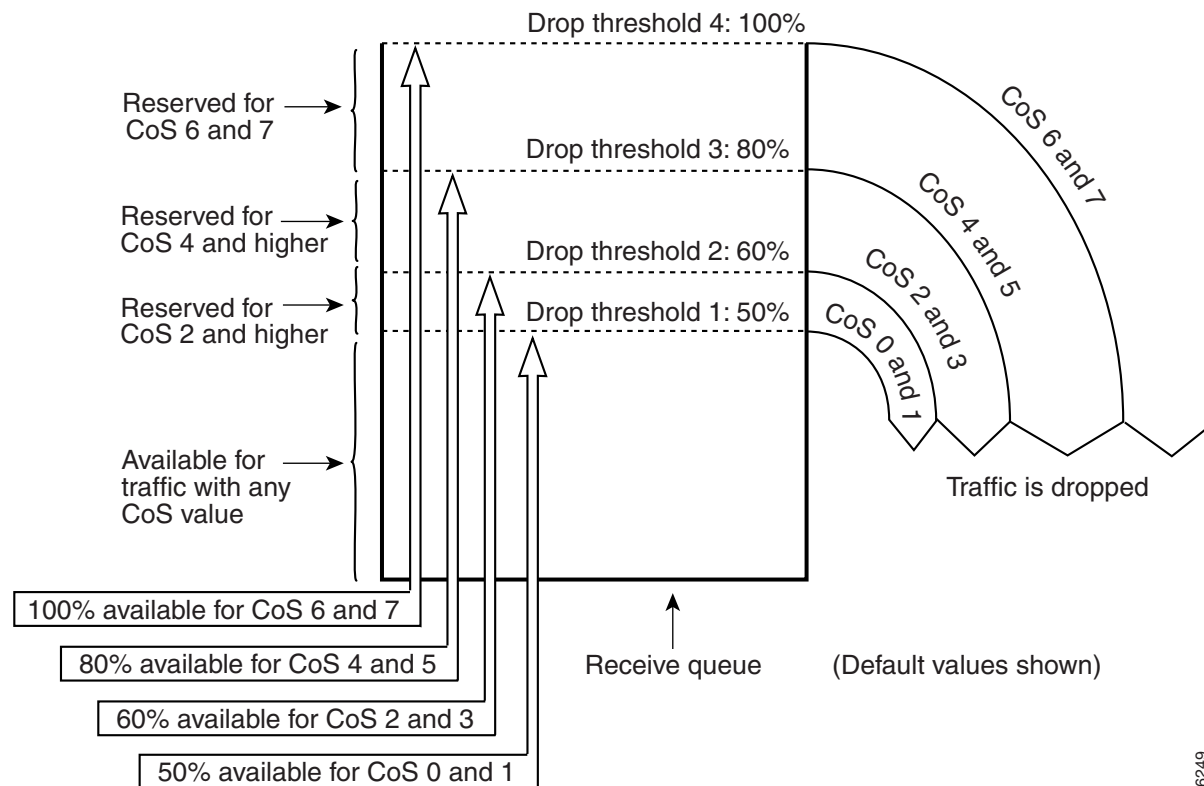 Drop threshold 4: 100%
Reserved for
CoS 6 and 7
CoS 6 and 7
Drop threshold 3: 80%
CoS 4 and 5
Reserved for
CoS 4 and higher
Drop threshold 2: 60%
CoS 2 and 3
Reserved for
CoS 2 and higher
Drop threshold 1: 50%
CoS 0 and 1
Available for
traffic with any
CoS value
Traffic is dropped
100% available for CoS 6 and 7
80% available for CoS 4 and 5
Receive queue
(Default values shown)
60% available for CoS 2 and 3
50% available for CoS 0 and 1
6249